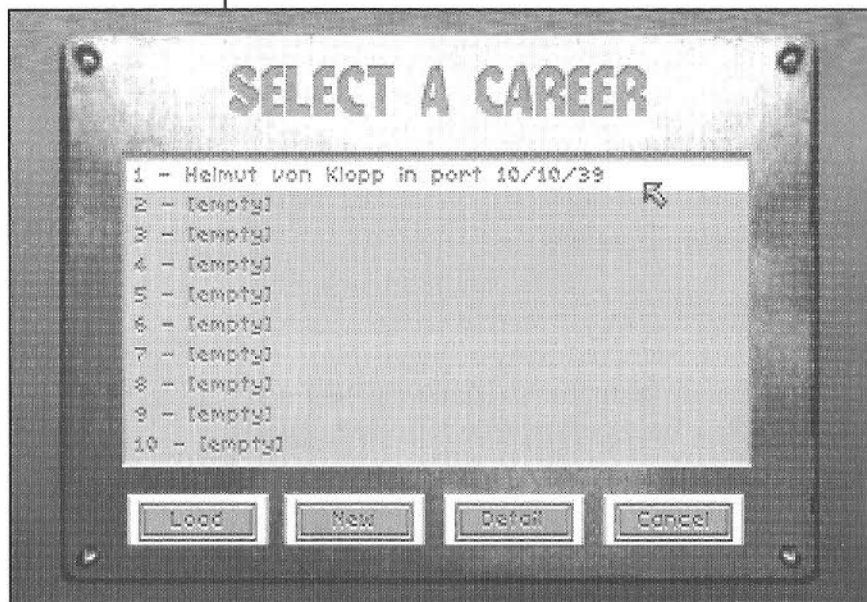 SELECT A CAREER
1 - Helmut von Klopp in port 10/10/39
2 - [empty]
3 - [empty]
4 - [empty]
5 - [empty]
6 - [empty]
7 - [empty]
8 - [empty]
9 - [empty]
10 - [empty]
Load New Detail Cancel